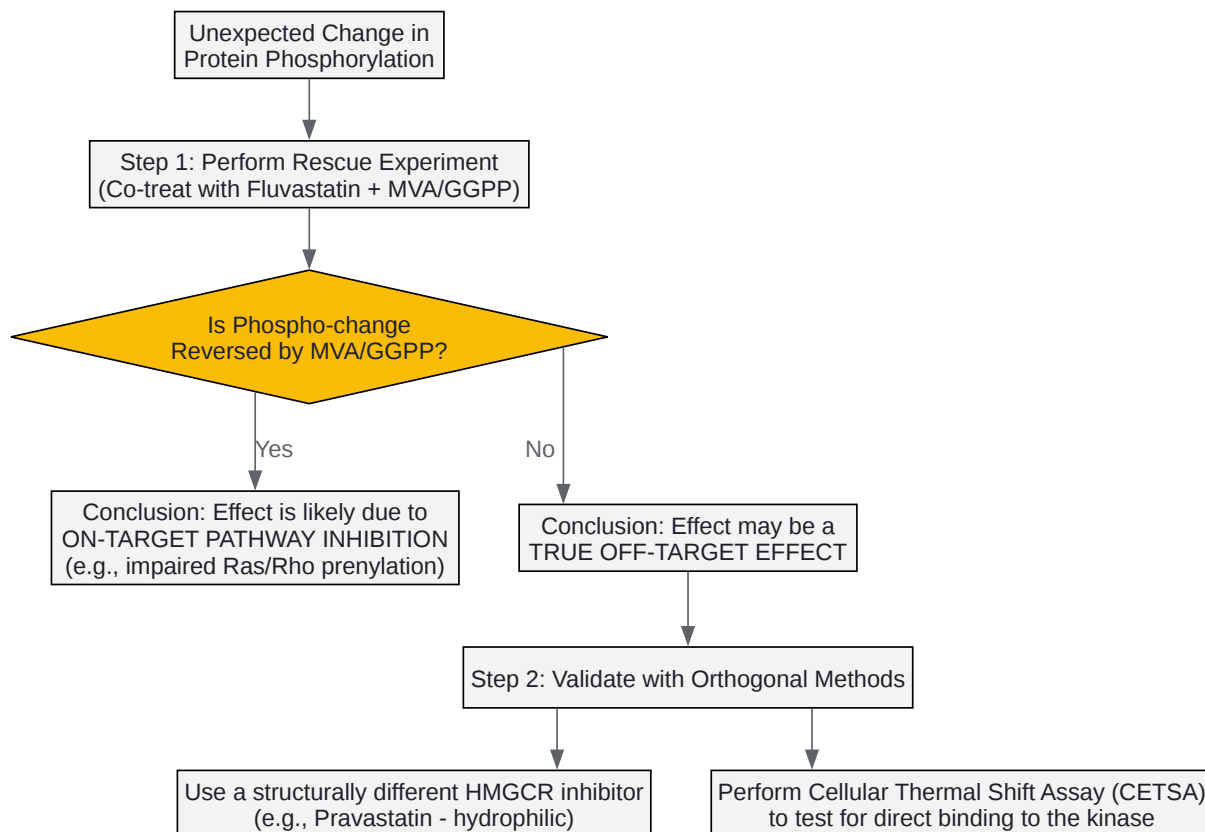 Unexpected Change in
Protein Phosphorylation
Step 1: Perform Rescue Experiment
(Co-treat with Fluvastatin + MVA/GGPP)
Is Phospho-change
Reversed by MVA/GGPP?
Yes
No
Conclusion: Effect is likely due to
ON-TARGET PATHWAY INHIBITION
(e.g., impaired Ras/Rho prenylation)
Conclusion: Effect may be a
TRUE OFF-TARGET EFFECT
Step 2: Validate with Orthogonal Methods
Use a structurally different HMGCR inhibitor
(e.g., Pravastatin - hydrophilic)
Perform Cellular Thermal Shift Assay (CETSA)
to test for direct binding to the kinase